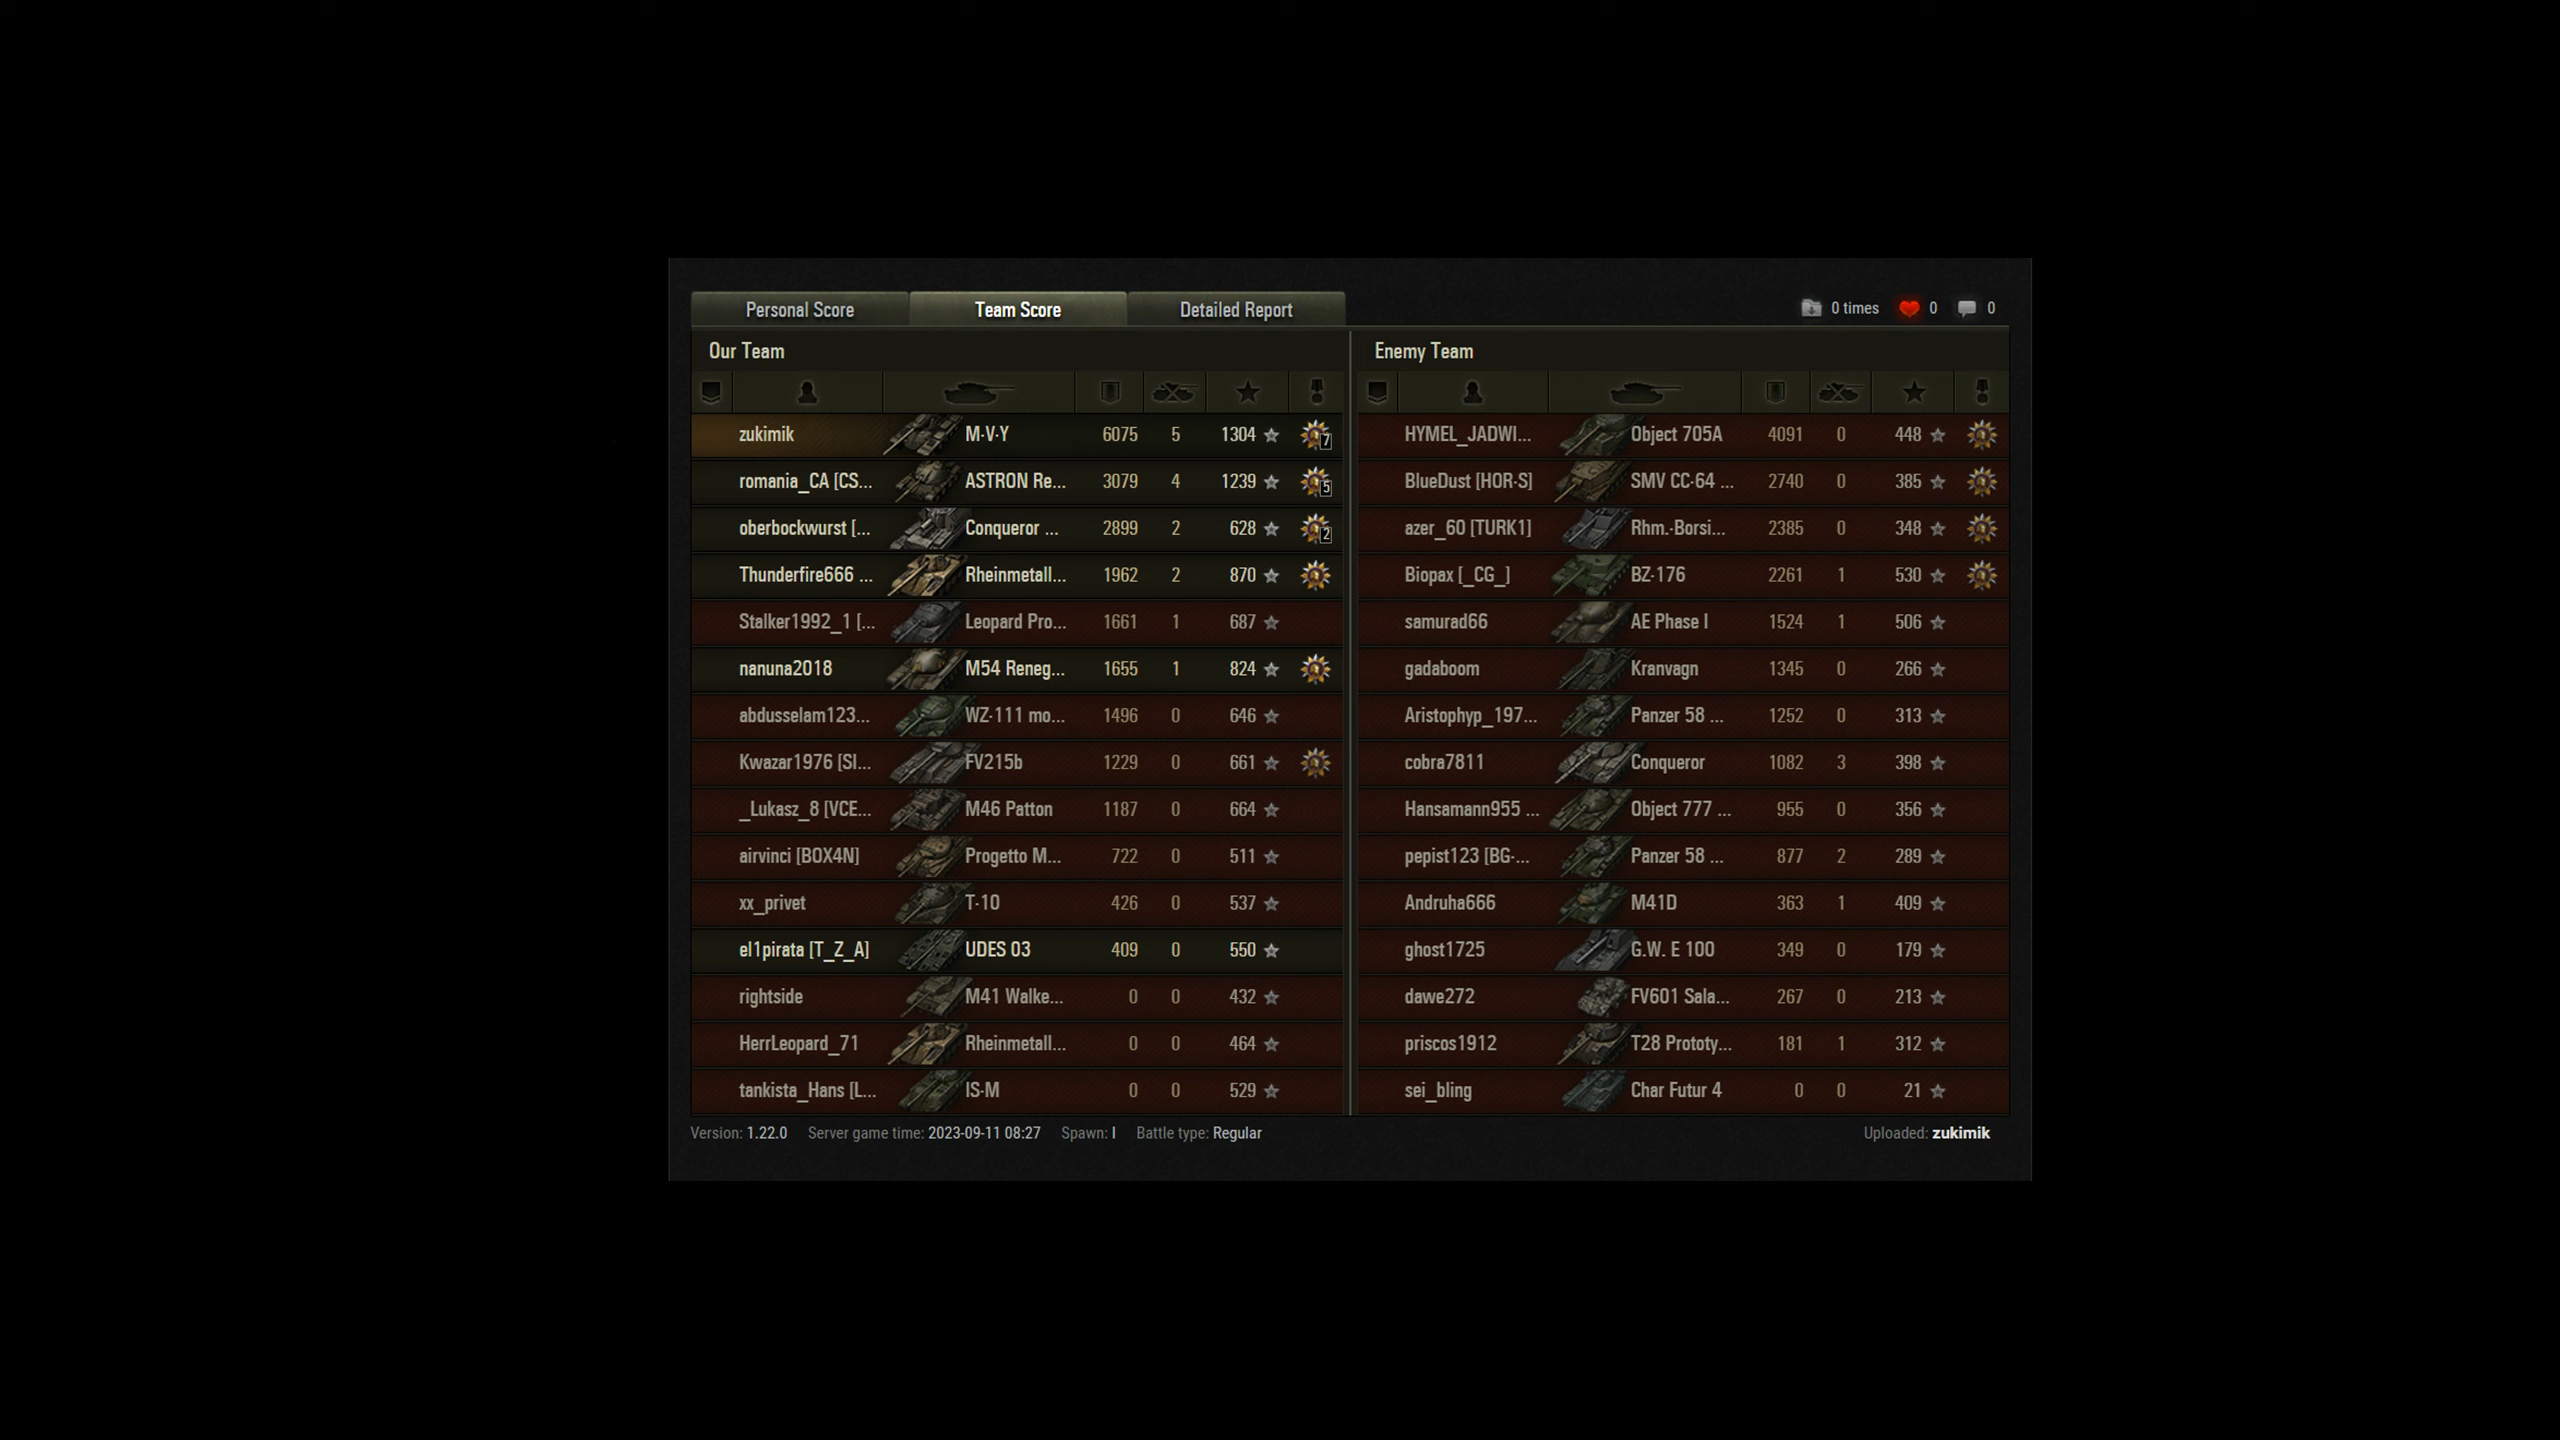 Personal Score Team Score Detailed Report 0 times 0 0
Our Team Enemy Team
zukimik M-V-Y 6075 5 1304 7 HYMEL_JADWI... Object 705A 4091 0 448
romania_CA [CS... ASTRON Re... 3079 4 1239 5 BlueDust [HOR-S] SMV CC-64 ... 2740 0 385
oberbockwurst [... Conqueror ... 2899 2 628 2 azer_60 [TURK1] Rhm.-Borsi... 2385 0 348
Thunderfire666 ... Rheinmetall... 1962 2 870 Biopax [_CG_] BZ-176 2261 1 530
Stalker1992_1 [... Leopard Pro... 1661 1 687 samurad66 AE Phase I 1524 1 506
nanuna2018 M54 Reneg... 1655 1 824 gadaboom Kranvagn 1345 0 266
abdusselam123... WZ-111 mo... 1496 0 646 Aristophyp_197... Panzer 58 ... 1252 0 313
Kwazar1976 [SI... FV215b 1229 0 661 cobra7811 Conqueror 1082 3 398
_Lukasz_8 [VCE... M46 Patton 1187 0 664 Hansamann955 ... Object 777 ... 955 0 356
airvinci [BOX4N] Progetto M... 722 0 511 pepist123 [BG-... Panzer 58 ... 877 2 289
xx_privet T-10 426 0 537 Andruha666 M41D 363 1 409
el1pirata [T_Z_A] UDES 03 409 0 550 ghost1725 G.W. E 100 349 0 179
rightside M41 Walke... 0 0 432 dawe272 FV601 Sala... 267 0 213
HerrLeopard_71 Rheinmetall... 0 0 464 priscos1912 T28 Prototy... 181 1 312
tankista_Hans [L... IS-M 0 0 529 sei_bling Char Futur 4 0 0 21
Version: 1.22.0 Server game time: 2023-09-11 08:27 Spawn: I Battle type: Regular Uploaded: zukimik